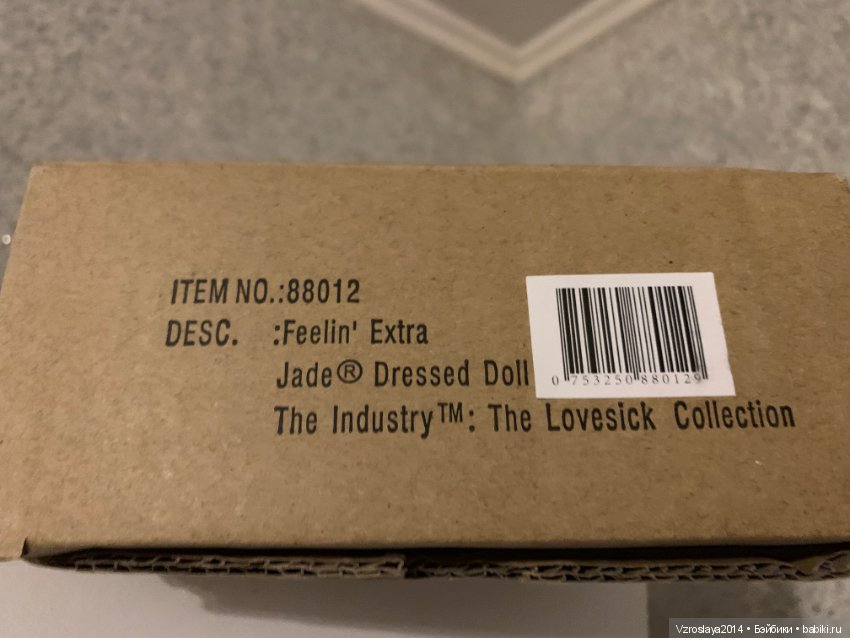 ITEM NO.:88012
DESC. :Feelin' Extra
Jade® Dressed Doll
The Industry™: The Lovesick Collection
0 753250 880129
Vzroslaya2014 • Бэйбики • babiki.ru